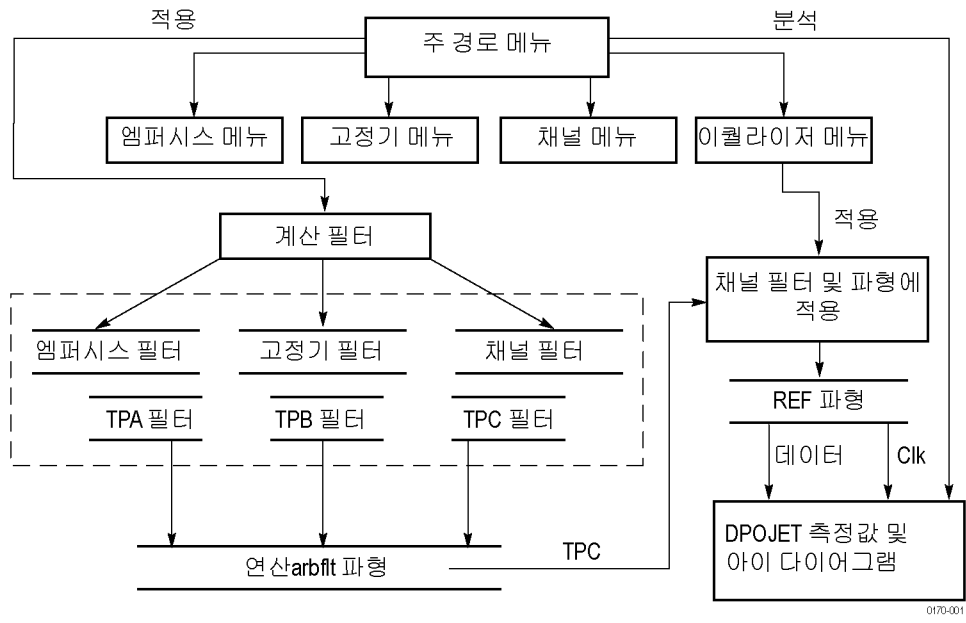 적용
주 경로 메뉴
분석
엠퍼시스 메뉴
고정기 메뉴
채널 메뉴
이퀄라이저 메뉴
계산 필터
적용
채널 필터 및 파형에
적용
엠퍼시스 필터
고정기 필터
채널 필터
TPA 필터
TPB 필터
TPC 필터
REF 파형
데이터
Clk
연산arbflt 파형
TPC
DPOJET 측정값 및
아이 다이어그램
0170-001